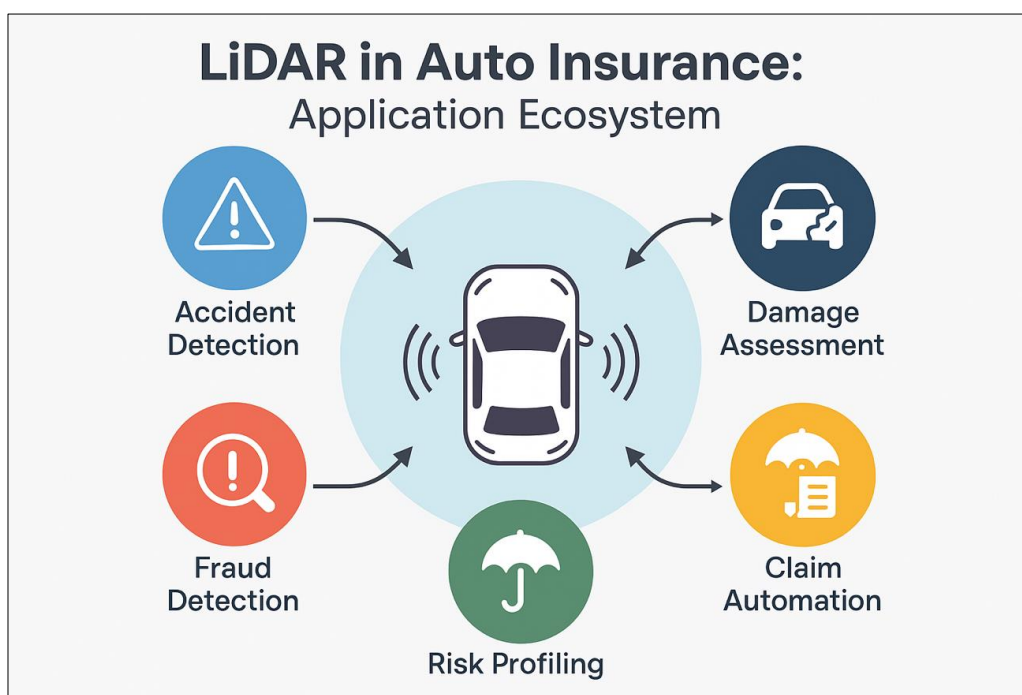 LiDAR in Auto Insurance:
Application Ecosystem
Accident
Detection
Damage
Assessment
Fraud
Detection
Claim
Automation
Risk Profiling